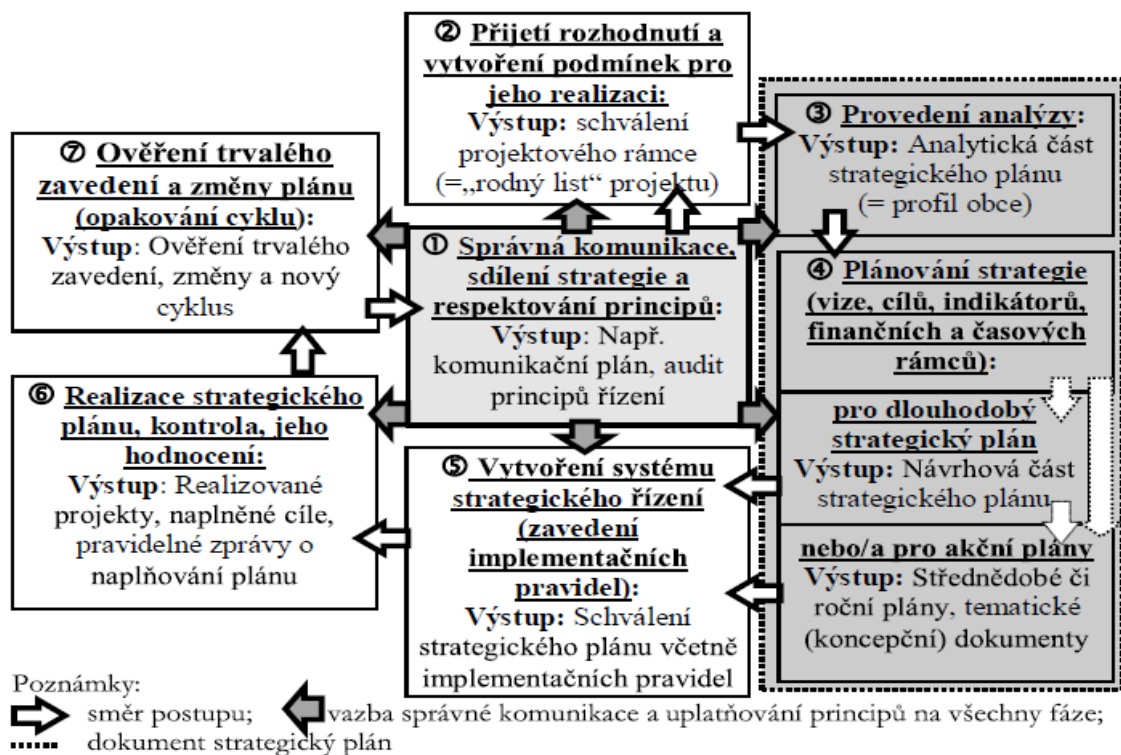 ② Přijetí rozhodnutí a
vytvoření podmínek pro
jeho realizaci:
Výstup: schválení
projektového rámce
(=„rodný list“ projektu)
③ Provedení analýzy:
Výstup: Analytická část
strategického plánu
(= profil obce)
⑦ Ověření trvalého
zavedení a změny plánu
(opakování cyklu):
Výstup: Ověření trvalého
zavedení, změny a nový
cyklus
① Správná komunikace,
sdílení strategie a
respektování principů:
Výstup: Např.
komunikační plán, audit
principů řízení
④ Plánování strategie
(vize, cílů, indikátorů,
finančních a časových
rámců):
pro dlouhodobý
strategický plán
Výstup: Návrhová část
strategického plánu
nebo/a pro akční plány
Výstup: Střednědobé či
roční plány, tematické
(koncepční) dokumenty
⑥ Realizace strategického
plánu, kontrola, jeho
hodnocení:
Výstup: Realizované
projekty, naplněné cíle,
pravidelné zprávy o
naplňování plánu
⑤ Vytvoření systému
strategického řízení
(zavedení
implementačních
pravidel):
Výstup: Schválení
strategického plánu včetně
implementačních pravidel
Poznámky:
směr postupu; vazba správné komunikace a uplatňování principů na všechny fáze;
dokument strategický plán